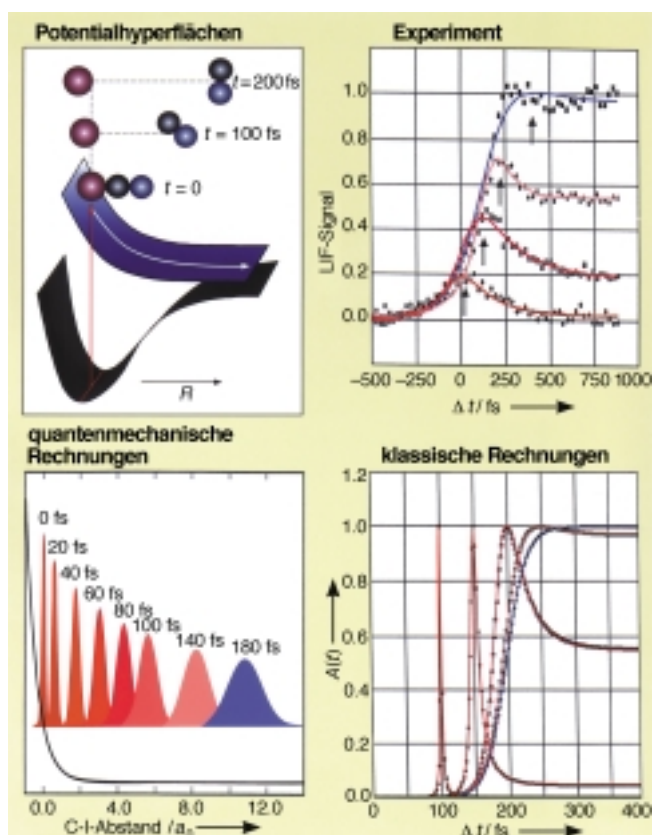 Potentialhyperflächen
t = 200 fs
t = 100 fs
t = 0
R
Experiment
LIF-Signal
1.0
0.8
0.6
0.4
0.2
0.0
−500 −250 0 250 500 750 1000
Δ t / fs
quantenmechanische
Rechnungen
0 fs
20 fs
40 fs
60 fs
80 fs
100 fs
140 fs
180 fs
0.0 4.0 8.0 12.0
C-I-Abstand / a₀
klassische Rechnungen
A(t)
1.2
1.0
0.8
0.6
0.4
0.2
0.0
0 100 200 300 400
Δ t / fs